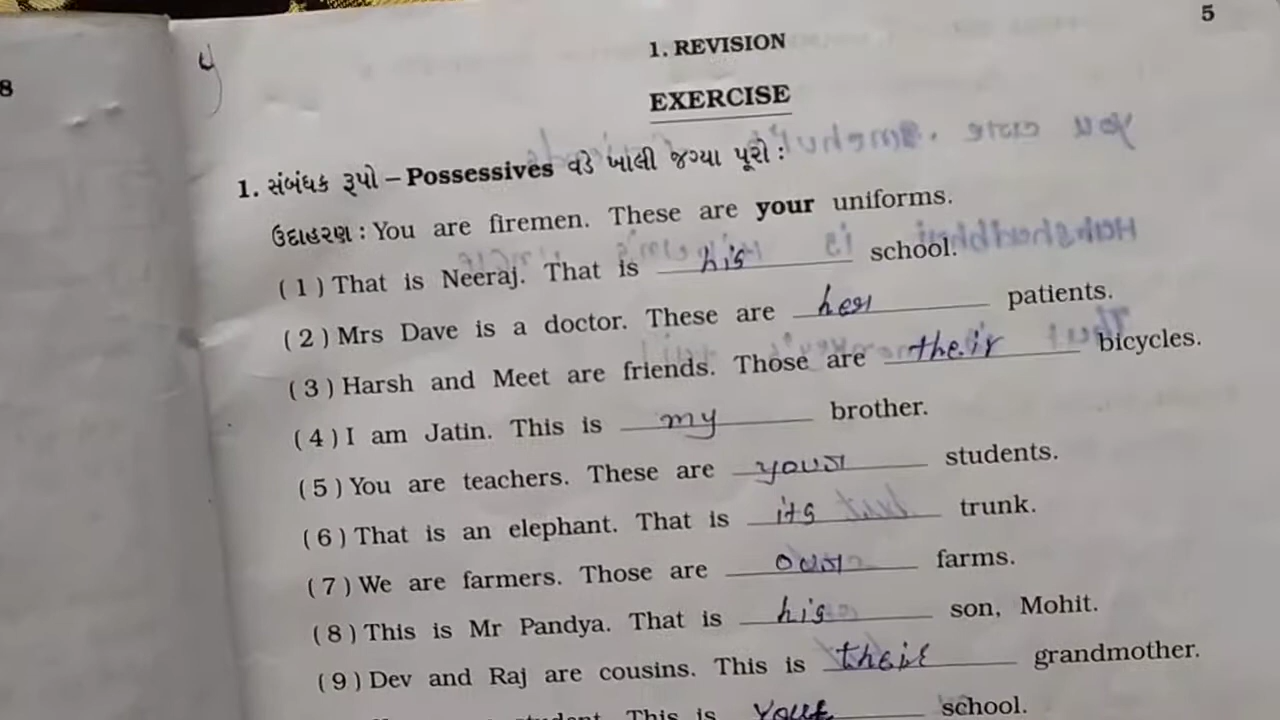 8
5
y
1. REVISION
EXERCISE
1. સંબંધક રૂપો – Possessives વડે ખાલી જગ્યા પૂરો :
ઉદાહરણ : You are firemen. These are your uniforms.
( 1 ) That is Neeraj. That is his school.
( 2 ) Mrs Dave is a doctor. These are her patients.
( 3 ) Harsh and Meet are friends. Those are their bicycles.
( 4 ) I am Jatin. This is my brother.
( 5 ) You are teachers. These are your students.
( 6 ) That is an elephant. That is its trunk.
( 7 ) We are farmers. Those are our farms.
( 8 ) This is Mr Pandya. That is his son, Mohit.
( 9 ) Dev and Raj are cousins. This is their grandmother.
student. This is your school.